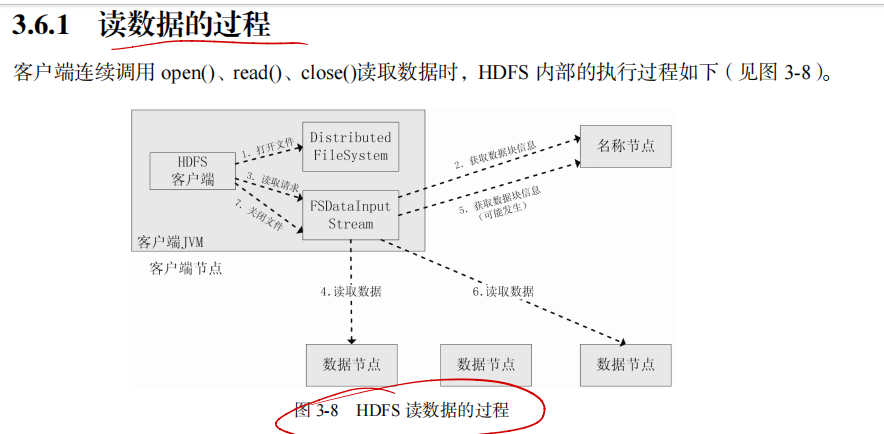 3.6.1 读数据的过程
客户端连续调用 open()、read()、close()读取数据时，HDFS 内部的执行过程如下（见图 3-8）。
HDFS
客户端
1. 打开文件
3. 读取请求
7. 关闭文件
Distributed
FileSystem
FSDataInput
Stream
2. 获取数据块信息
5. 获取数据块信息
（可能发生）
名称节点
客户端JVM
客户端节点
4.读取数据
6.读取数据
数据节点
数据节点
数据节点
图 3-8 HDFS 读数据的过程